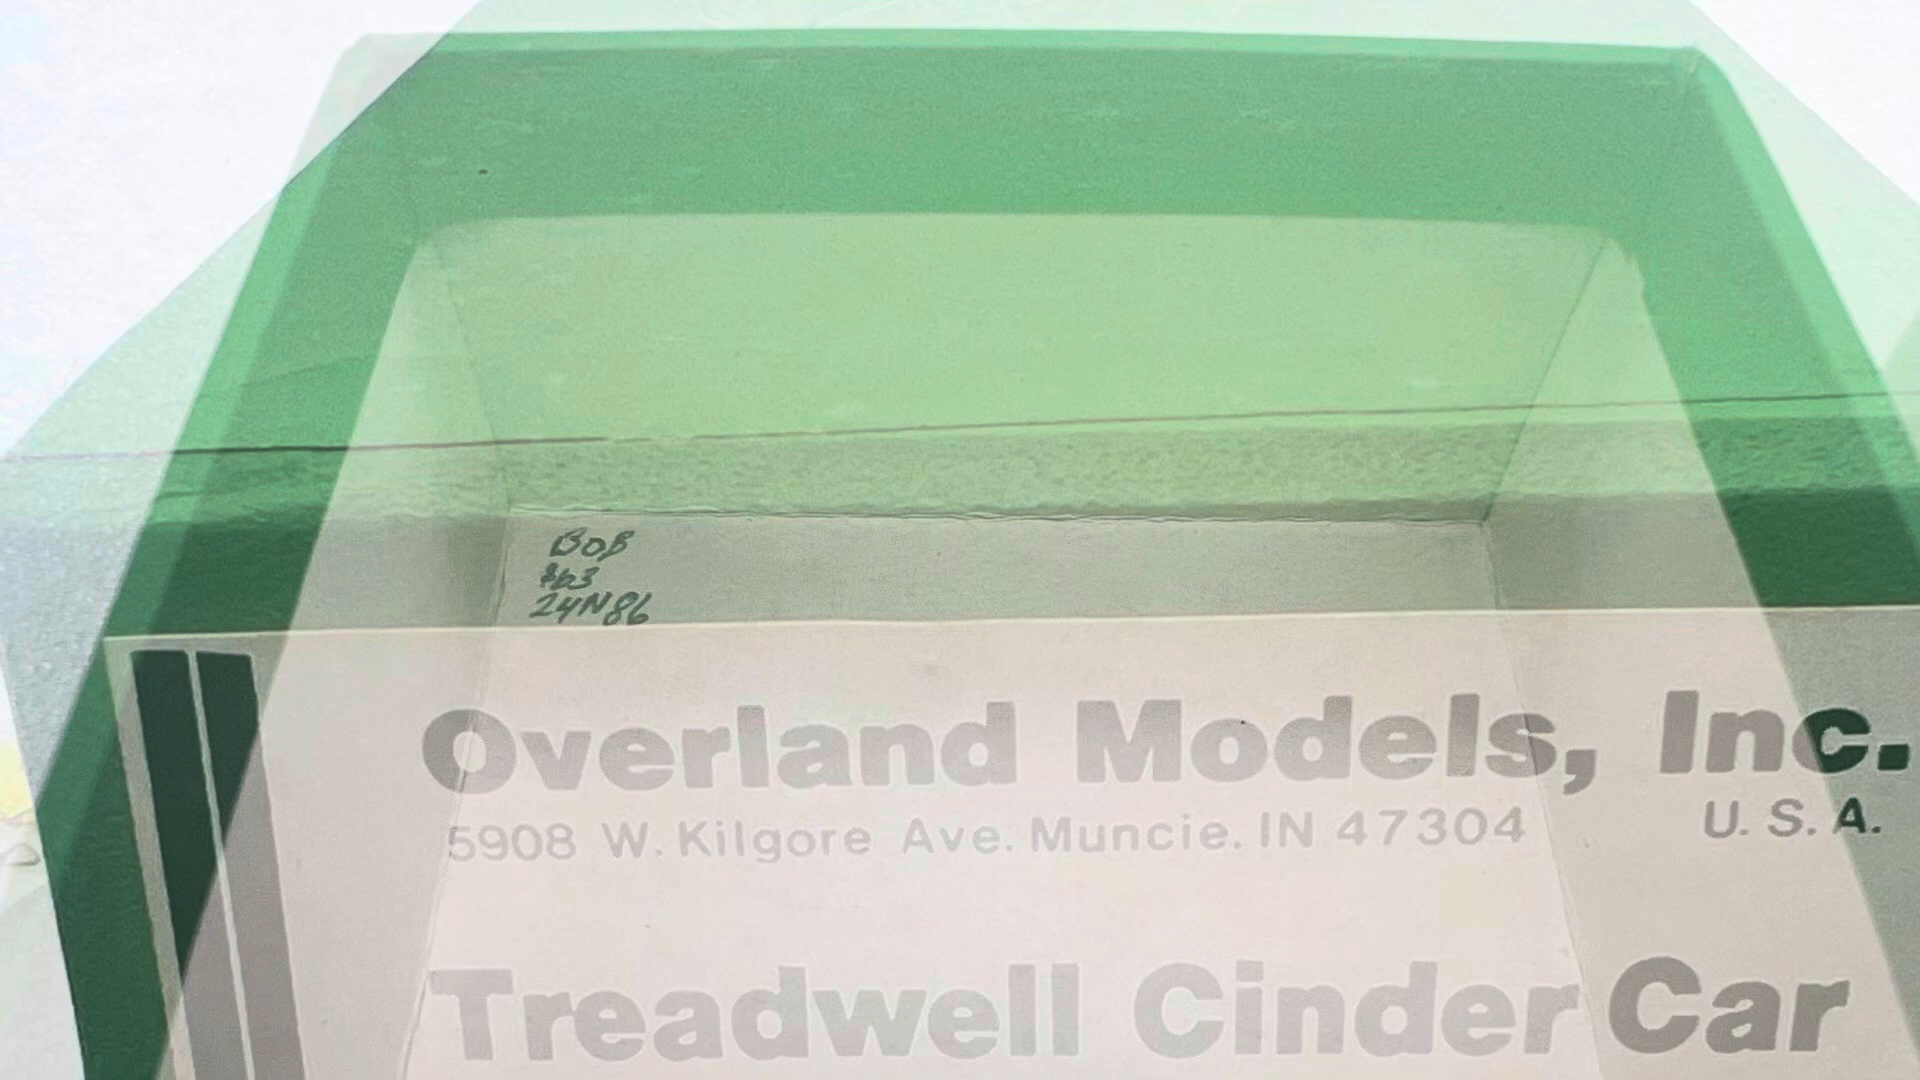 BOB
#63
24N86
Overland Models, Inc.
5908 W. Kilgore Ave. Muncie. IN 47304
U. S. A.
Treadwell Cinder Car